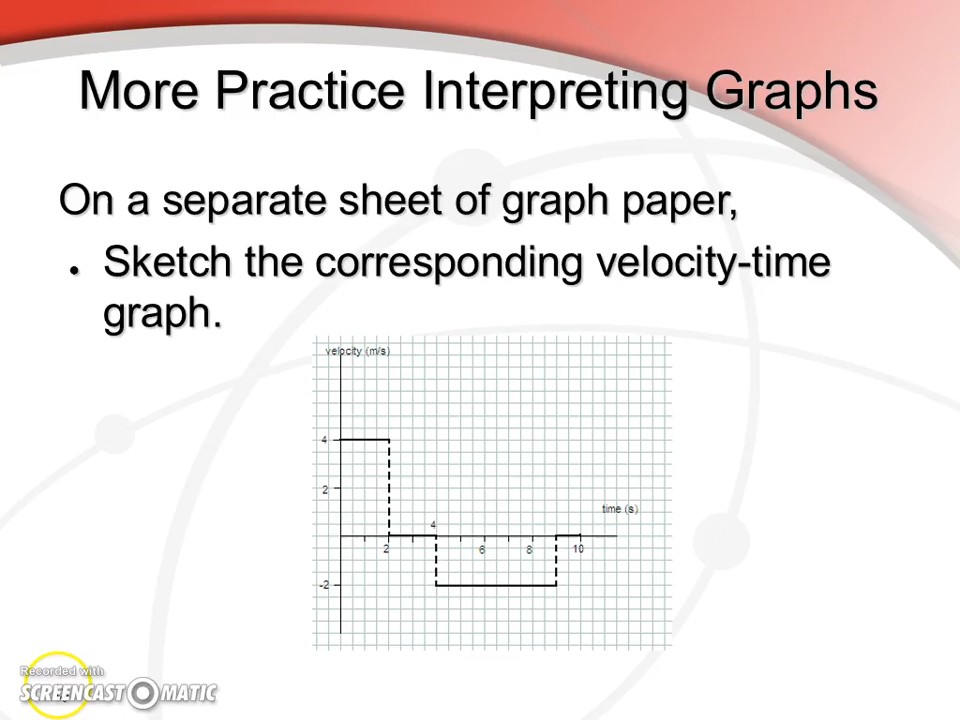 More Practice Interpreting Graphs
On a separate sheet of graph paper,
Sketch the corresponding velocity-time
graph.
velocity (m/s)
4
2
time (s)
4
2
6
8
10
-2
Recorded with
SCREENCAST MATIC